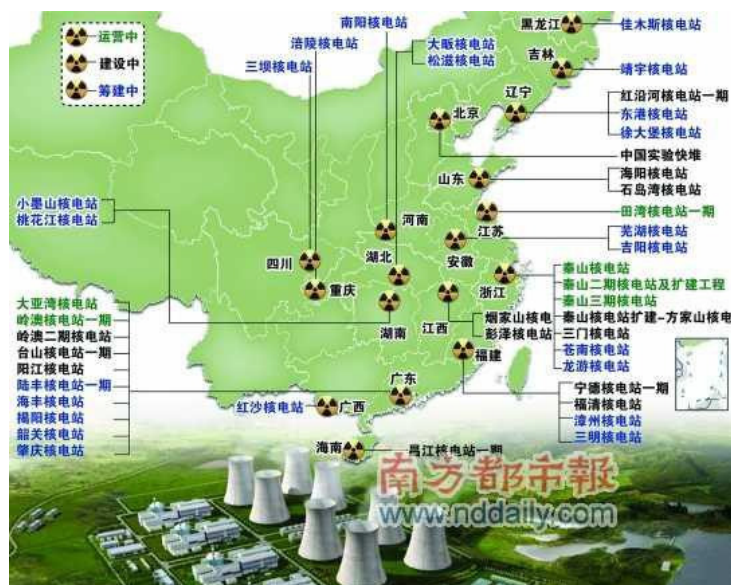 运营中
建设中
筹建中
南阳核电站
涪陵核电站
三坝核电站
大畈核电站
松滋核电站
黑龙江
佳木斯核电站
吉林
靖宇核电站
辽宁
红沿河核电站一期
东港核电站
徐大堡核电站
北京
中国实验快堆
山东
海阳核电站
石岛湾核电站
田湾核电站一期
江苏
小墨山核电站
桃花江核电站
河南
芜湖核电站
吉阳核电站
安徽
四川
湖北
重庆
浙江
秦山核电站
秦山二期核电站及扩建工程
秦山三期核电站
秦山核电站扩建-方家山核电
三门核电站
苍南核电站
龙游核电站
湖南
江西
烟家山核电
彭泽核电站
大亚湾核电站
岭澳核电站一期
岭澳二期核电站
台山核电站一期
阳江核电站
陆丰核电站一期
海丰核电站
揭阳核电站
韶关核电站
肇庆核电站
福建
宁德核电站一期
福清核电站
漳州核电站
三明核电站
广东
红沙核电站
广西
海南
昌江核电站一期
南方都市報
www.nddaily.com